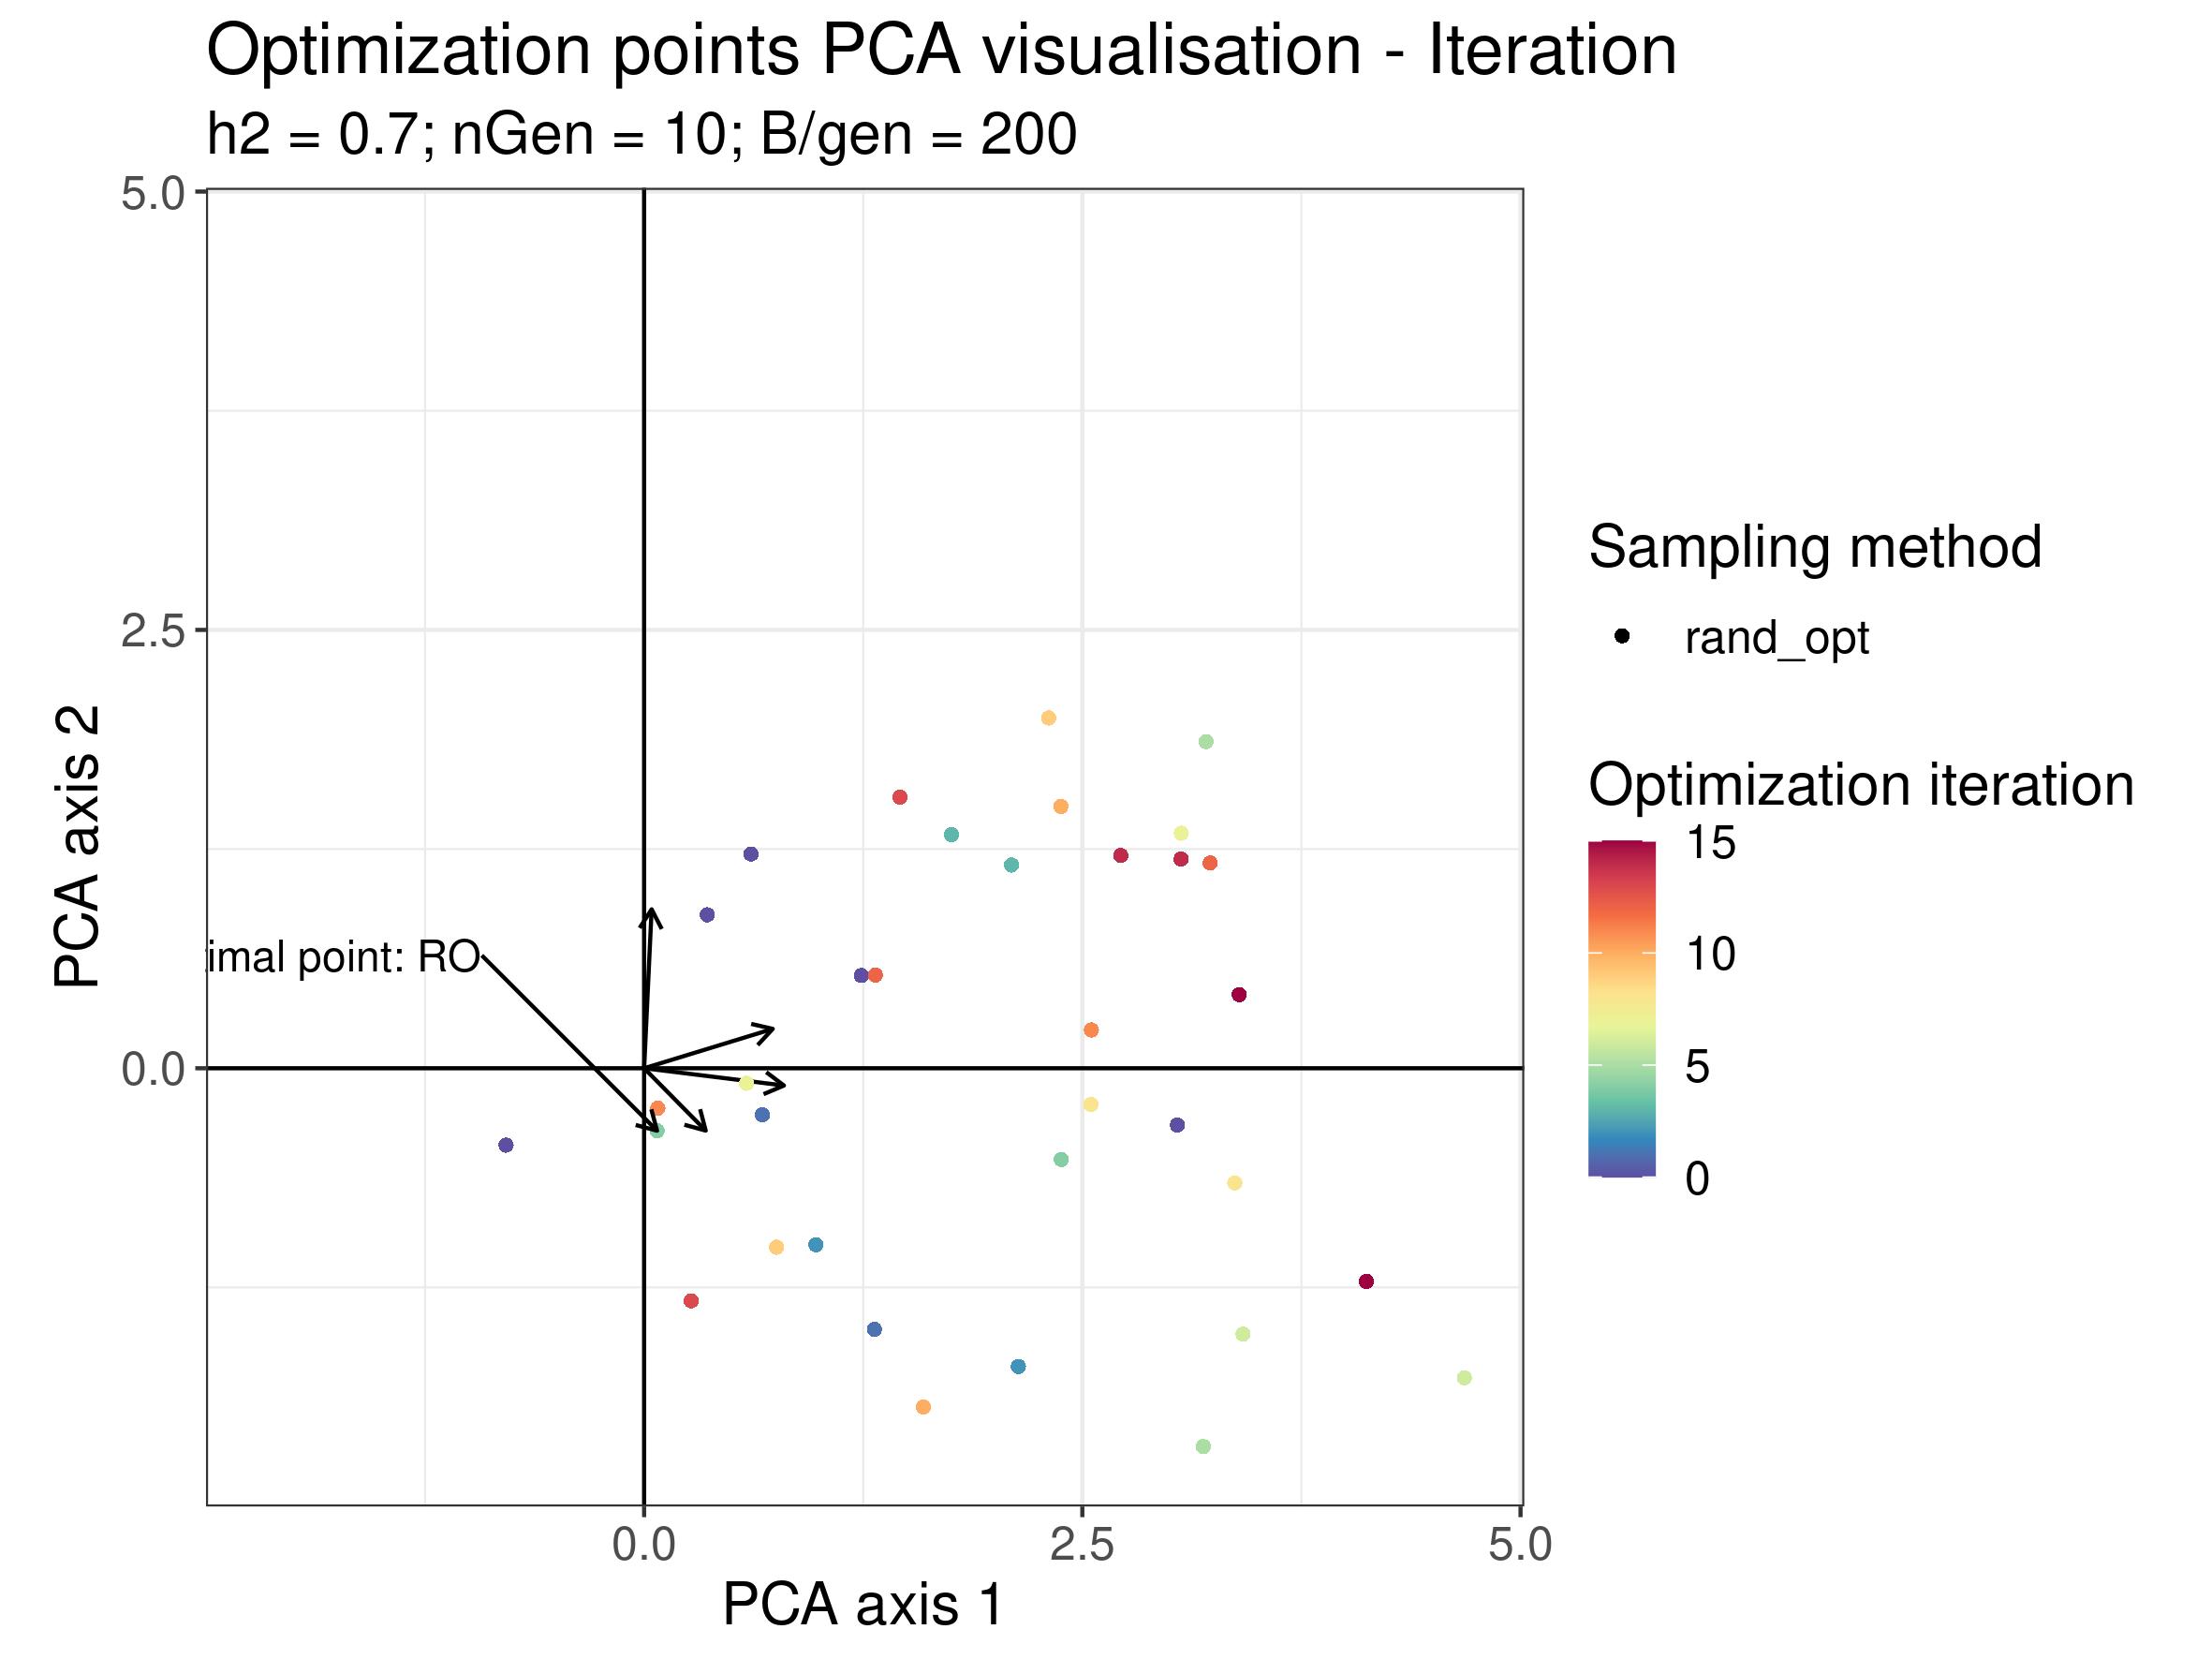 Optimization points PCA visualisation - Iteration
h2 = 0.7; nGen = 10; B/gen = 200
5.0
2.5
0.0
PCA axis 2
imal point: RO
0.0
2.5
5.0
PCA axis 1
Sampling method
rand_opt
Optimization iteration
15
10
5
0